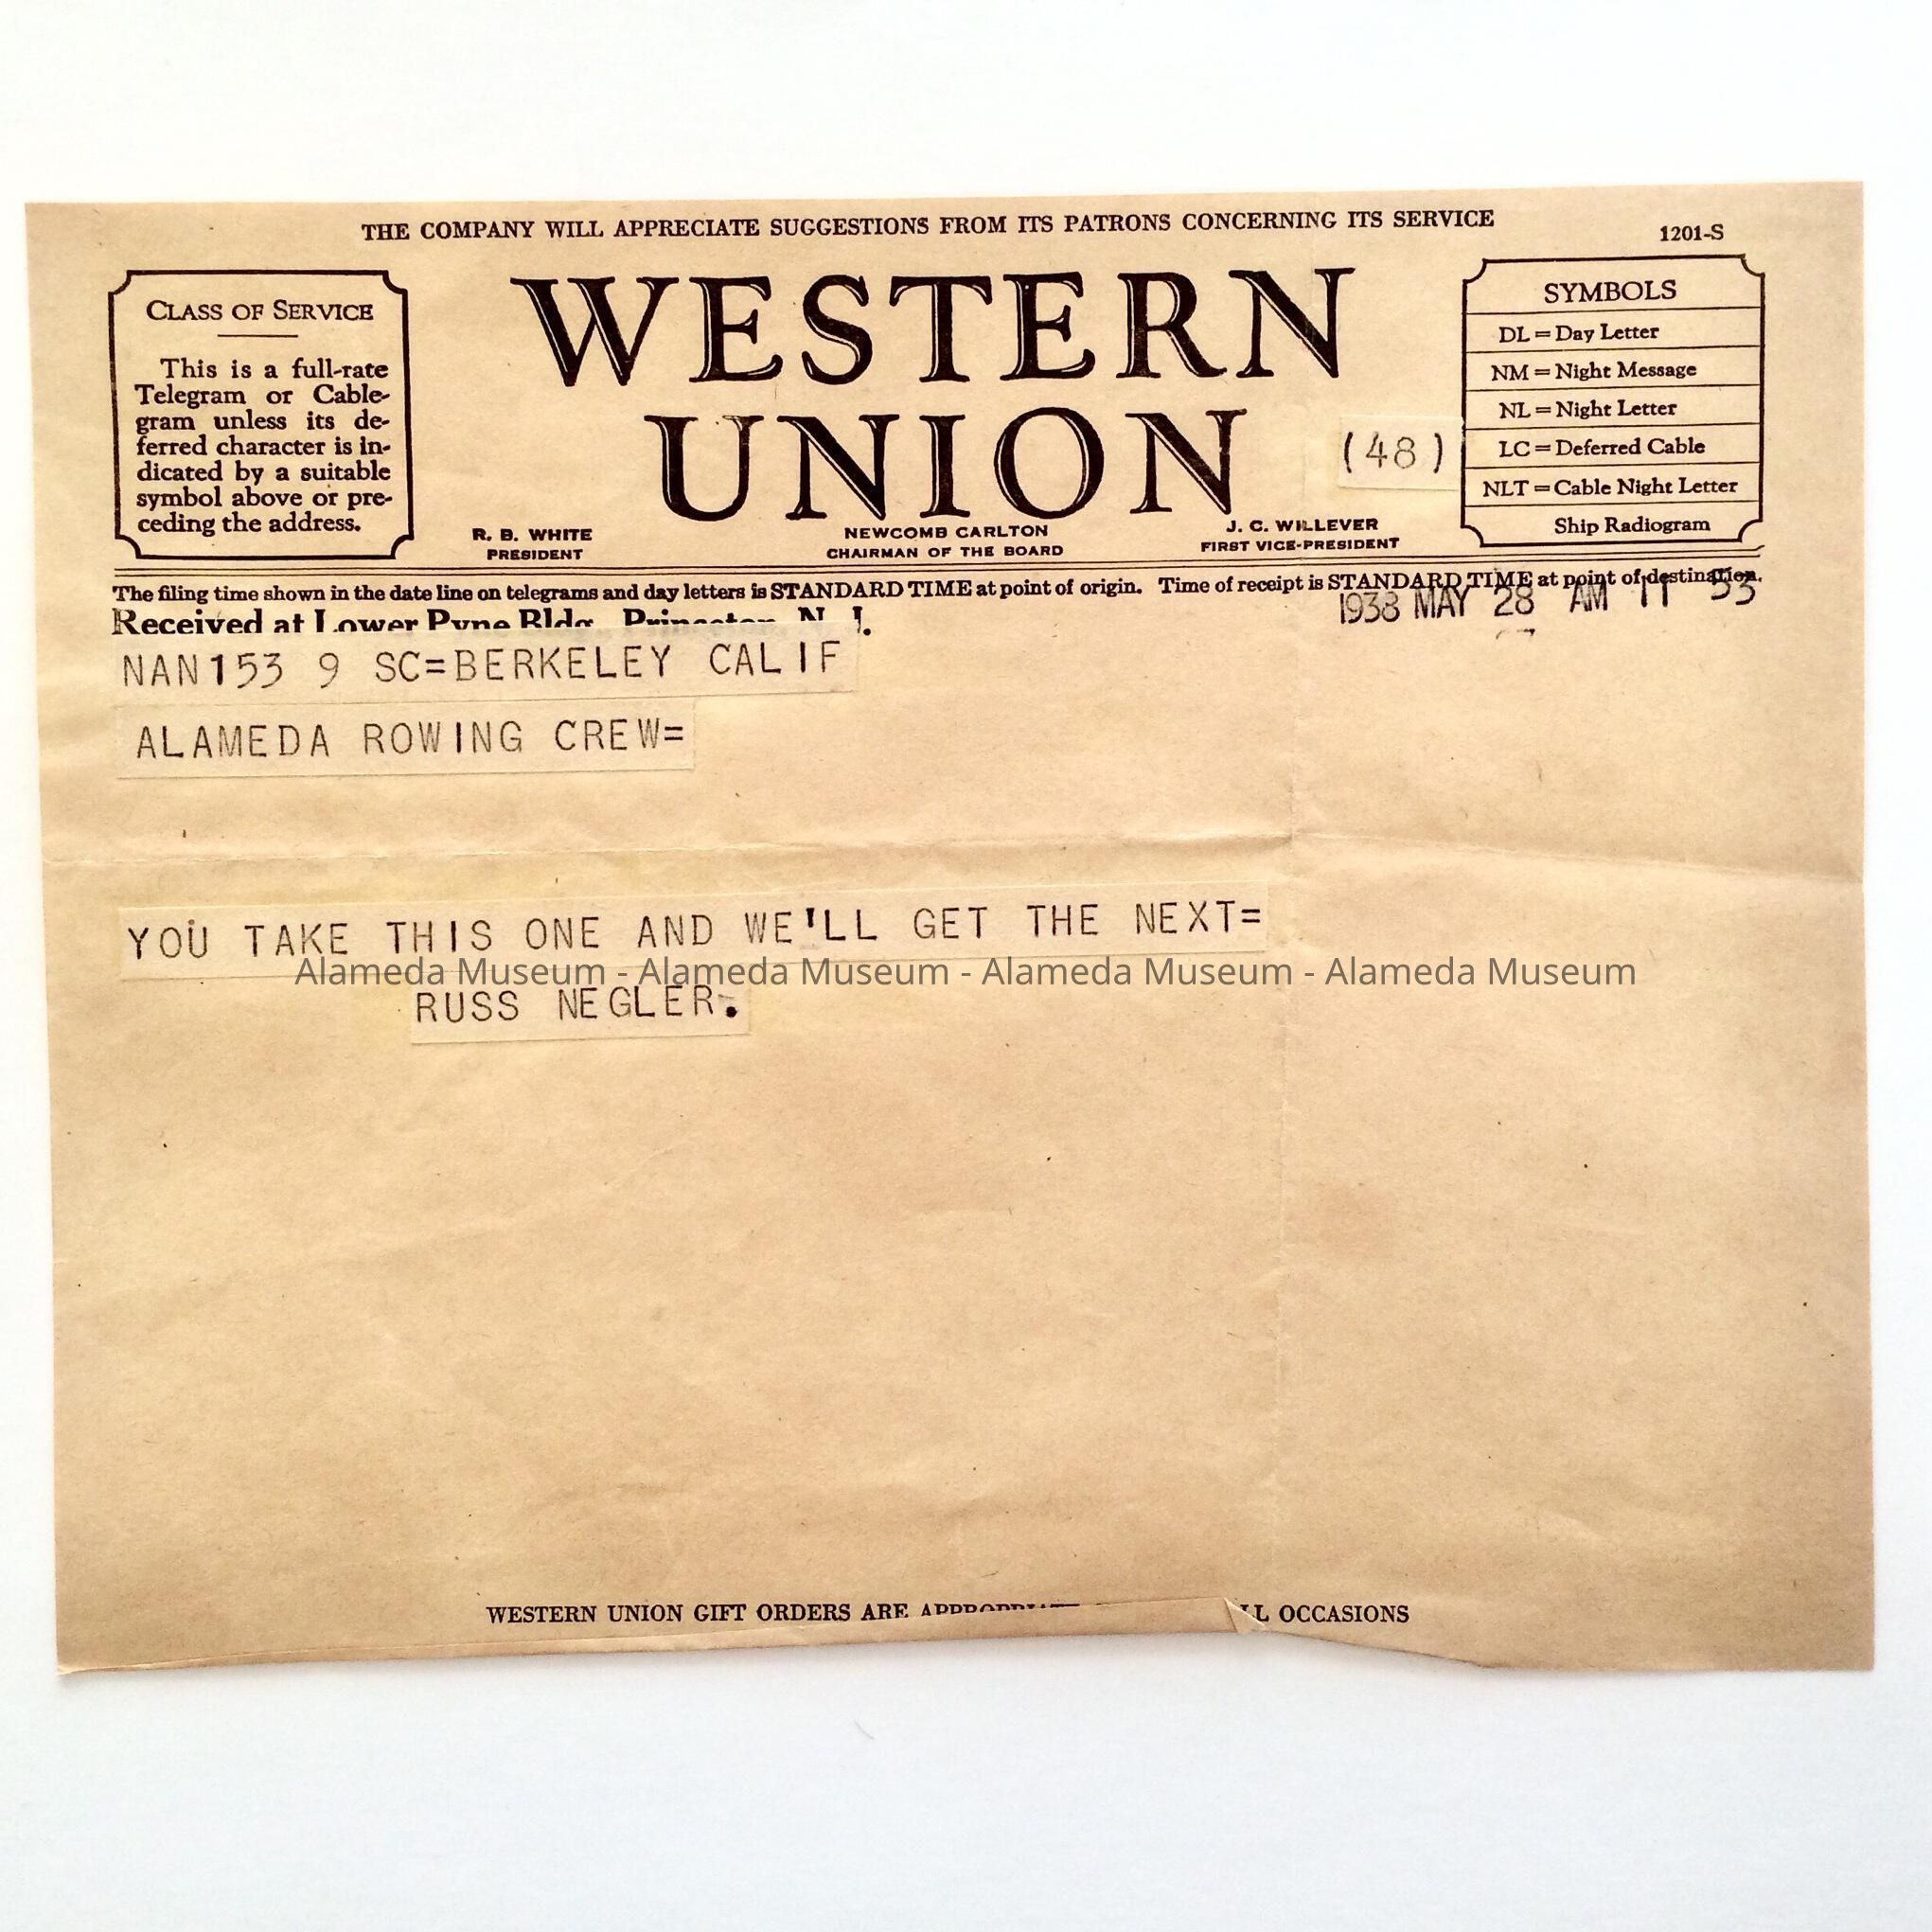 THE COMPANY WILL APPRECIATE SUGGESTIONS FROM ITS PATRONS CONCERNING ITS SERVICE
1201-S
CLASS OF SERVICE
This is a full-rate
Telegram or Cable-
gram unless its de-
ferred character is in-
dicated by a suitable
symbol above or pre-
ceding the address.
WESTERN
UNION
(48)
R. B. WHITE
PRESIDENT
NEWCOMB CARLTON
CHAIRMAN OF THE BOARD
J. C. WILLEVER
FIRST VICE-PRESIDENT
SYMBOLS
DL = Day Letter
NM = Night Message
NL = Night Letter
LC = Deferred Cable
NLT = Cable Night Letter
Ship Radiogram
The filing time shown in the date line on telegrams and day letters is STANDARD TIME at point of origin. Time of receipt is STANDARD TIME at point of destination.
Received at Lower Pyne Bldg., Princeton, N. J.
1938 MAY 28 AM 11 53
NAN153 9 SC=BERKELEY CALIF
ALAMEDA ROWING CREW=
YOU TAKE THIS ONE AND WE'LL GET THE NEXT=
Alameda Museum - Alameda Museum - Alameda Museum - Alameda Museum
RUSS NEGLER.
WESTERN UNION GIFT ORDERS ARE APPROPRIATE OCCASIONS